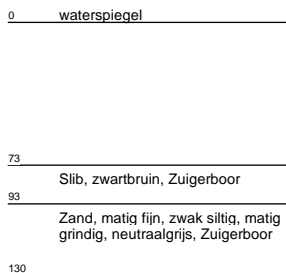 0 waterspiegel
73
Slib, zwartbruin, Zuigerboor
93
Zand, matig fijn, zwak siltig, matig
grindig, neutraalgrijs, Zuigerboor
130